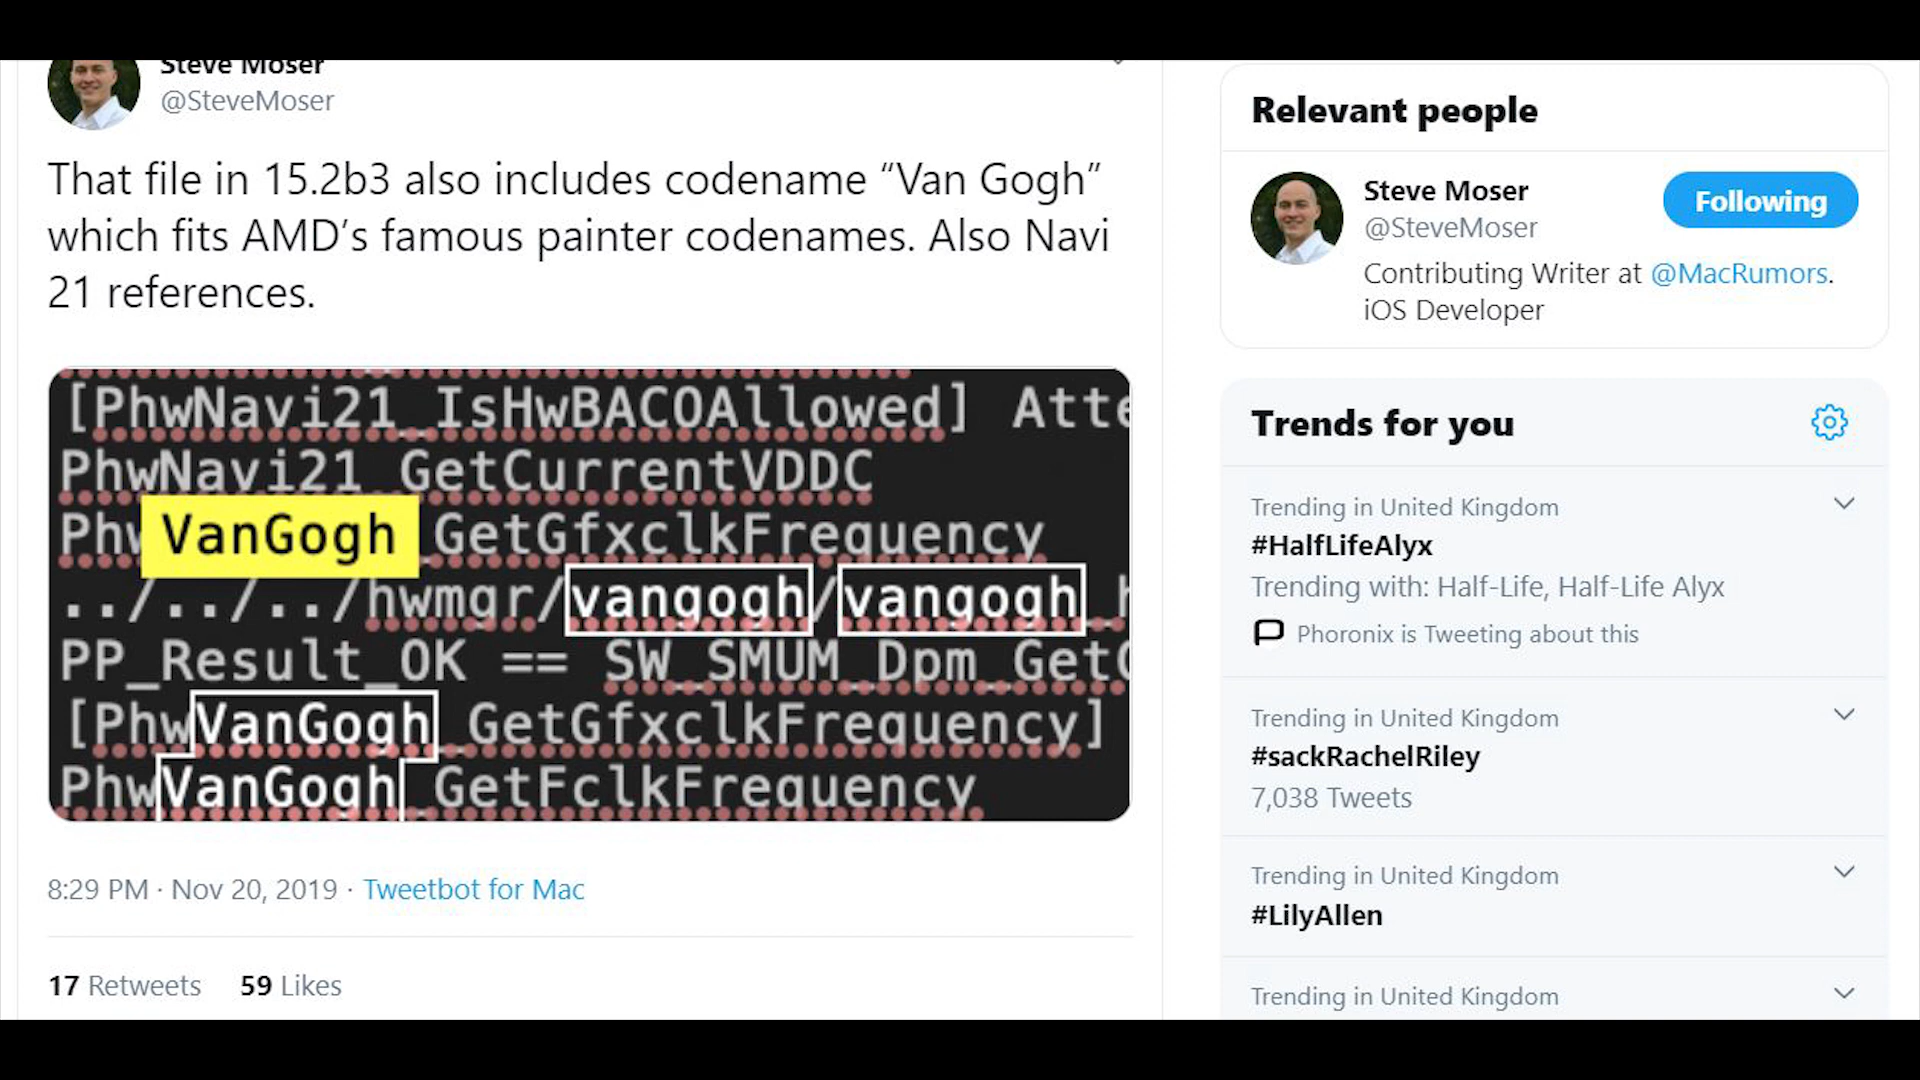 Steve Moser
@SteveMoser
That file in 15.2b3 also includes codename “Van Gogh”
which fits AMD’s famous painter codenames. Also Navi
21 references.
[PhwNavi21_IsHwBACOAllowed] Atte
PhwNavi21_GetCurrentVDDC
PhwVanGogh_GetGfxclkFrequency
../../../hwmgr/vangogh/vangogh_h
PP_Result_OK == SW_SMUM_Dpm_GetC
[PhwVanGogh_GetGfxclkFrequency]
PhwVanGogh_GetFclkFrequency
8:29 PM · Nov 20, 2019 · Tweetbot for Mac
17 Retweets 59 Likes
Relevant people
Steve Moser
@SteveMoser
Following
Contributing Writer at @MacRumors.
iOS Developer
Trends for you
Trending in United Kingdom
#HalfLifeAlyx
Trending with: Half-Life, Half-Life Alyx
Phoronix is Tweeting about this
Trending in United Kingdom
#sackRachelRiley
7,038 Tweets
Trending in United Kingdom
#LilyAllen
Trending in United Kingdom